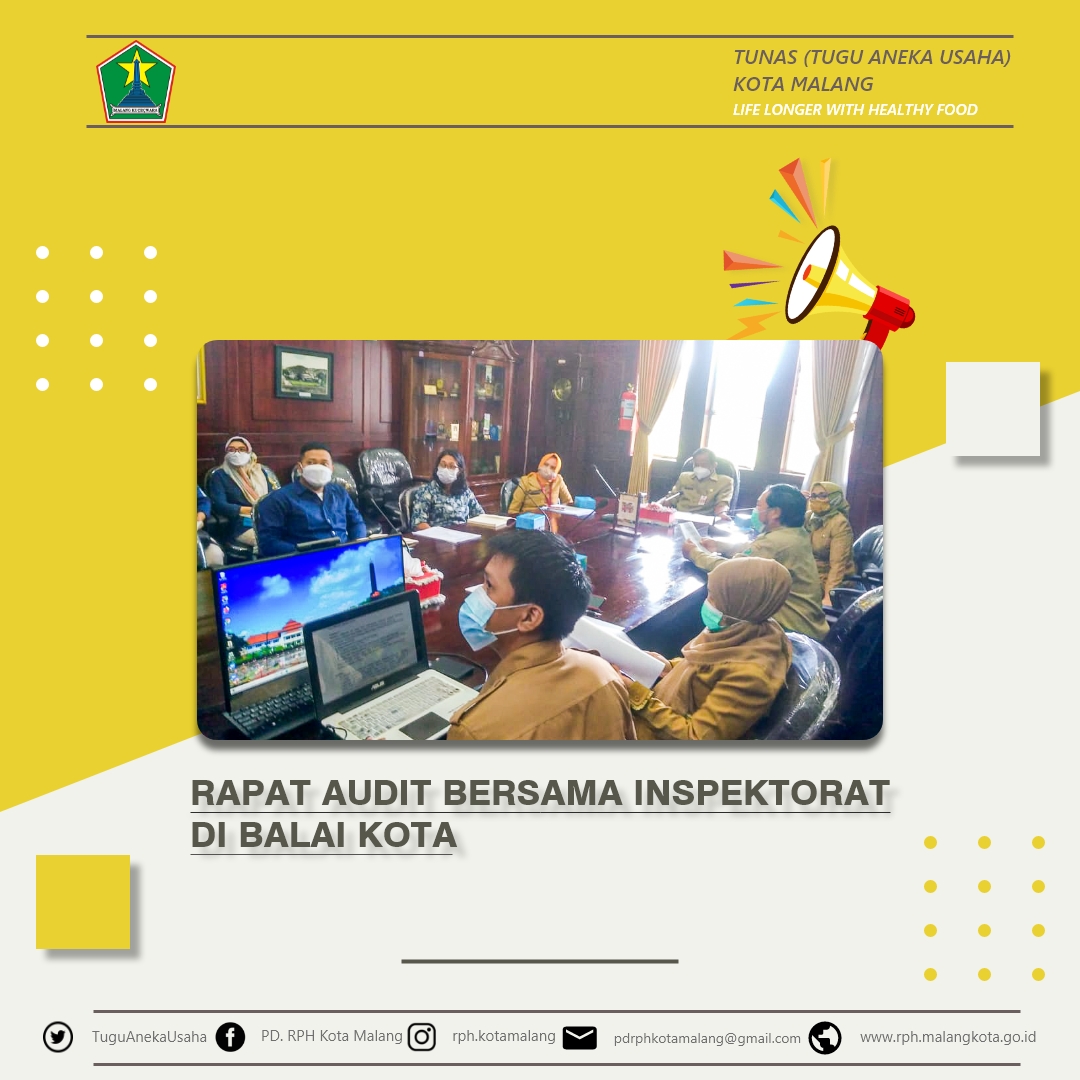 MALANG KUCECWARA
TUNAS (TUGU ANEKA USAHA)
KOTA MALANG
LIFE LONGER WITH HEALTHY FOOD
ASUS
RAPAT AUDIT BERSAMA INSPEKTORAT
DI BALAI KOTA
TuguAnekaUsaha
PD. RPH Kota Malang
rph.kotamalang
pdrphkotamalang@gmail.com
www.rph.malangkota.go.id